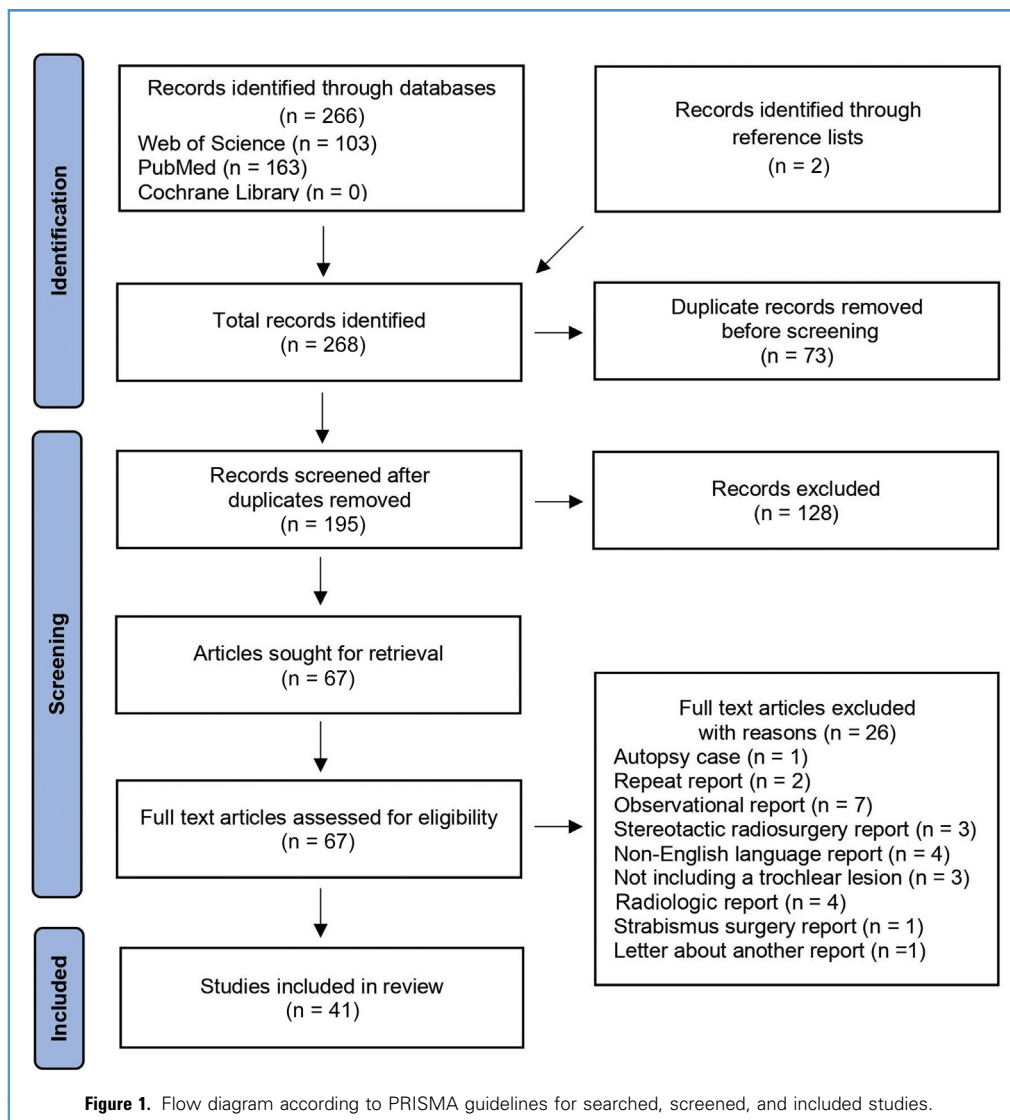 Identification
Records identified through databases
(n = 266)
Web of Science (n = 103)
PubMed (n = 163)
Cochrane Library (n = 0)
Records identified through
reference lists
(n = 2)
Total records identified
(n = 268)
Duplicate records removed
before screening
(n = 73)
Screening
Records screened after
duplicates removed
(n = 195)
Records excluded
(n = 128)
Articles sought for retrieval
(n = 67)
Full text articles assessed for eligibility
(n = 67)
Full text articles excluded
with reasons (n = 26)
Autopsy case (n = 1)
Repeat report (n = 2)
Observational report (n = 7)
Stereotactic radiosurgery report (n = 3)
Non-English language report (n = 4)
Not including a trochlear lesion (n = 3)
Radiologic report (n = 4)
Strabismus surgery report (n = 1)
Letter about another report (n =1)
Included
Studies included in review
(n = 41)
Figure 1. Flow diagram according to PRISMA guidelines for searched, screened, and included studies.